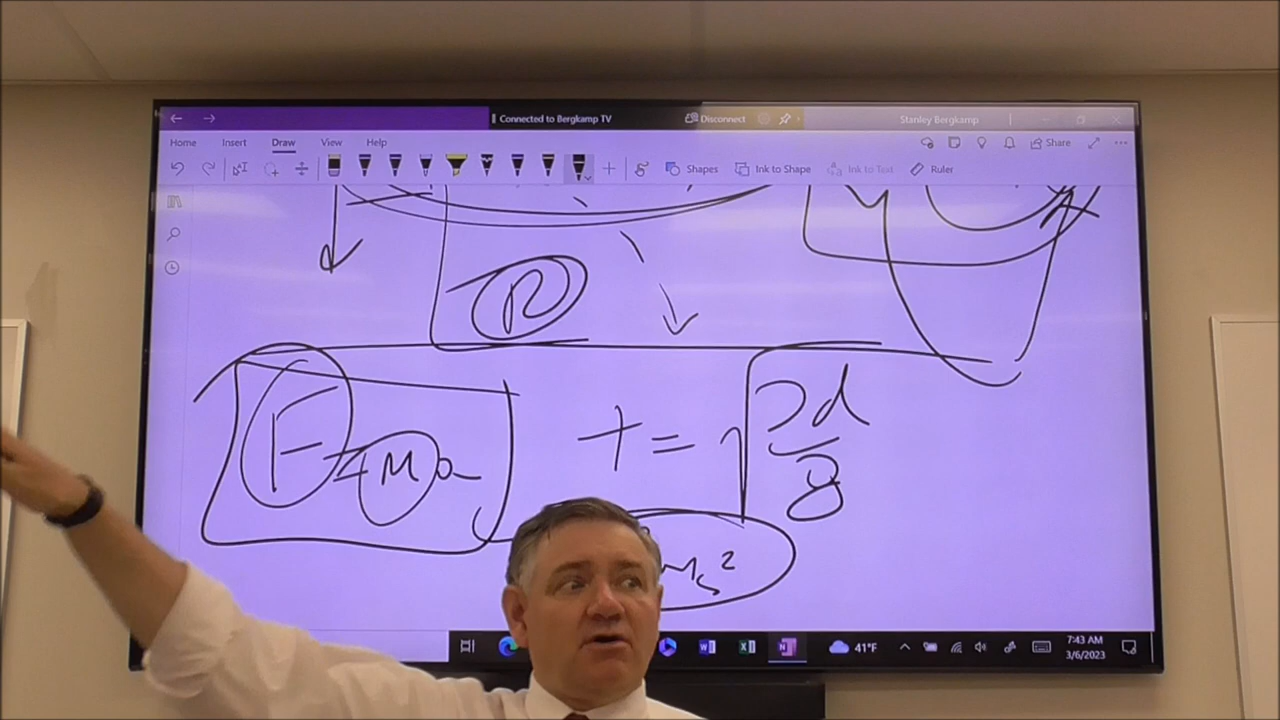 Connected to Bergkamp TV
Disconnect
Stanley Bergkamp
Home Insert Draw View Help
Share
Shapes Ink to Shape Ink to Text Ruler
R
F=Ma
t=√2d/g
m/s²
41°F
7:43 AM
3/6/2023